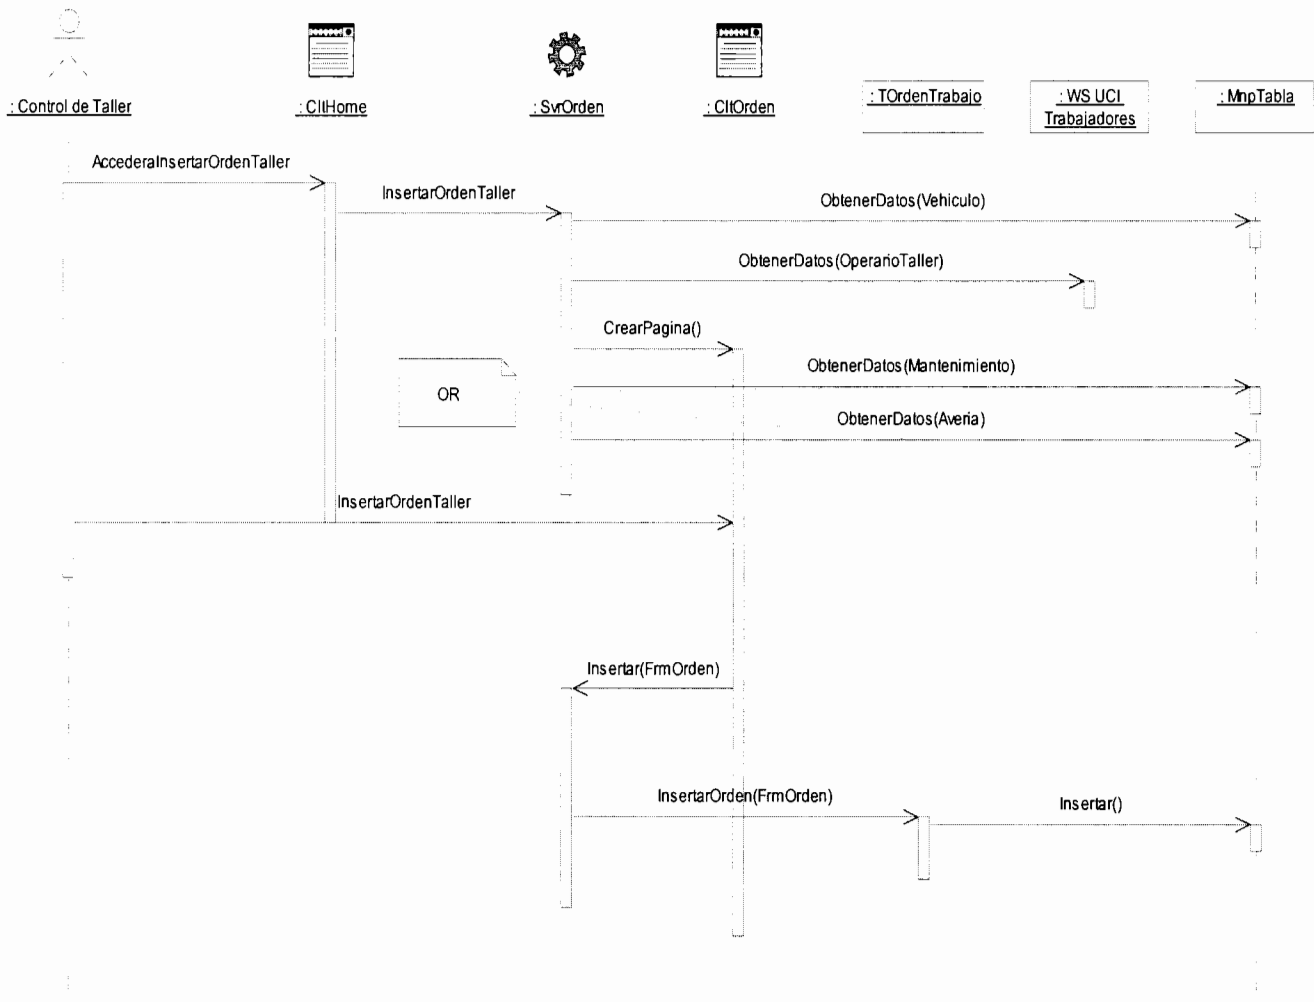 : Control de Taller
: CltHome
: SvrOrden
: CltOrden
: TOrdenTrabajo
: WS UCI
Trabajadores
: MnpTabla
AccederaInsertarOrdenTaller
InsertarOrdenTaller
ObtenerDatos(Vehiculo)
ObtenerDatos(OperarioTaller)
CrearPagina()
ObtenerDatos(Mantenimiento)
OR
ObtenerDatos(Averia)
InsertarOrdenTaller
Insertar(FrmOrden)
InsertarOrden(FrmOrden)
Insertar()